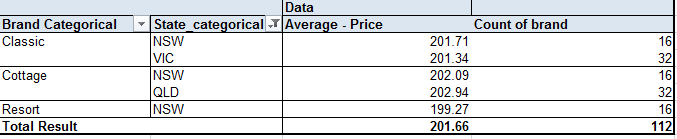 Data
Brand Categorical State_categorical Average - Price Count of brand
Classic NSW 201.71 16
VIC 201.34 32
Cottage NSW 202.09 16
QLD 202.94 32
Resort NSW 199.27 16
Total Result 201.66 112